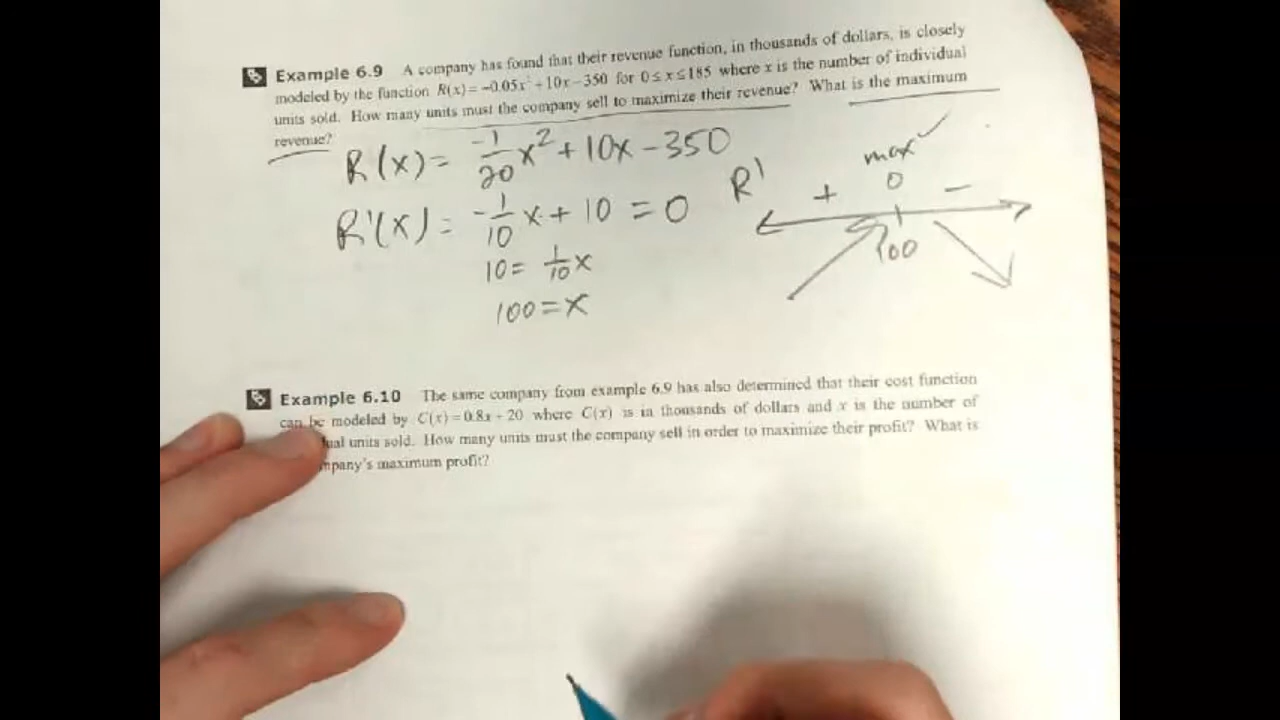 Example 6.9 A company has found that their revenue function, in thousands of dollars, is closely
modeled by the function R(x) = −0.05x² + 10x − 350 for 0 ≤ x ≤ 185 where x is the number of individual
units sold. How many units must the company sell to maximize their revenue? What is the maximum
revenue?
R(x) = -1/20 x² + 10x - 350
R'(x) = -1/10 x + 10 = 0
10 = 1/10 x
100 = x
R'
max ✓
+ 0 −
100
Example 6.10 The same company from example 6.9 has also determined that their cost function
can be modeled by C(x) = 0.8x + 20 where C(x) is in thousands of dollars and x is the number of
ual units sold. How many units must the company sell in order to maximize their profit? What is
mpany's maximum profit?